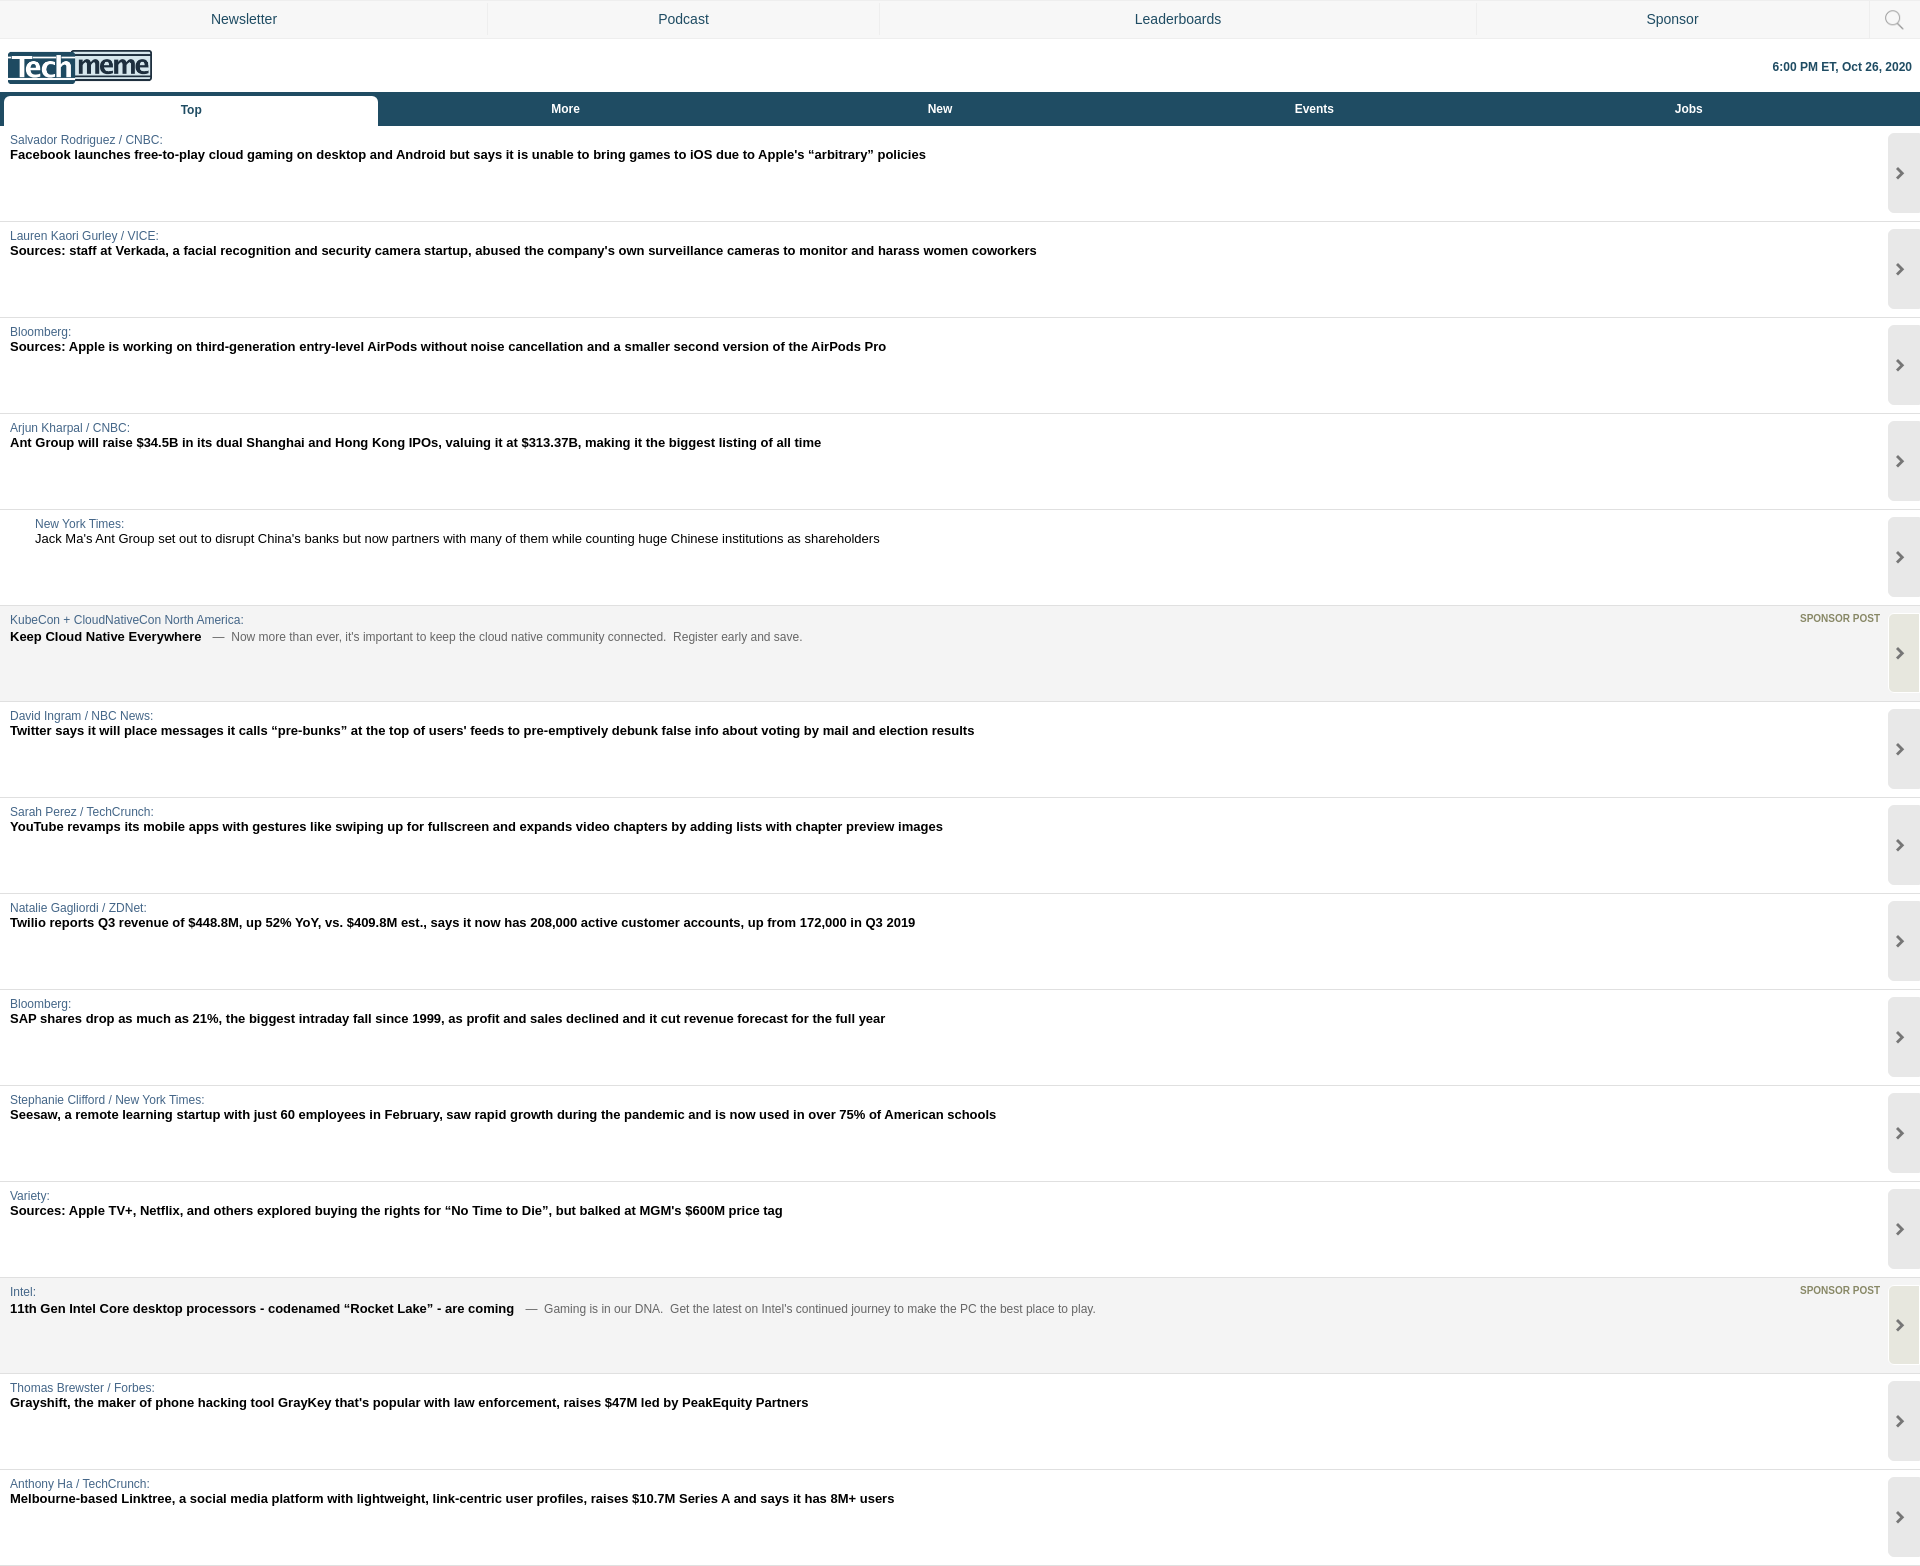 Newsletter
Podcast
Leaderboards
Sponsor
Techmeme
6:00 PM ET, Oct 26, 2020
Top
More
New
Events
Jobs
Salvador Rodriguez / CNBC:
Facebook launches free-to-play cloud gaming on desktop and Android but says it is unable to bring games to iOS due to Apple's “arbitrary” policies
Lauren Kaori Gurley / VICE:
Sources: staff at Verkada, a facial recognition and security camera startup, abused the company's own surveillance cameras to monitor and harass women coworkers
Bloomberg:
Sources: Apple is working on third-generation entry-level AirPods without noise cancellation and a smaller second version of the AirPods Pro
Arjun Kharpal / CNBC:
Ant Group will raise $34.5B in its dual Shanghai and Hong Kong IPOs, valuing it at $313.37B, making it the biggest listing of all time
New York Times:
Jack Ma's Ant Group set out to disrupt China's banks but now partners with many of them while counting huge Chinese institutions as shareholders
KubeCon + CloudNativeCon North America:
SPONSOR POST
Keep Cloud Native Everywhere — Now more than ever, it's important to keep the cloud native community connected. Register early and save.
David Ingram / NBC News:
Twitter says it will place messages it calls “pre-bunks” at the top of users' feeds to pre-emptively debunk false info about voting by mail and election results
Sarah Perez / TechCrunch:
YouTube revamps its mobile apps with gestures like swiping up for fullscreen and expands video chapters by adding lists with chapter preview images
Natalie Gagliordi / ZDNet:
Twilio reports Q3 revenue of $448.8M, up 52% YoY, vs. $409.8M est., says it now has 208,000 active customer accounts, up from 172,000 in Q3 2019
Bloomberg:
SAP shares drop as much as 21%, the biggest intraday fall since 1999, as profit and sales declined and it cut revenue forecast for the full year
Stephanie Clifford / New York Times:
Seesaw, a remote learning startup with just 60 employees in February, saw rapid growth during the pandemic and is now used in over 75% of American schools
Variety:
Sources: Apple TV+, Netflix, and others explored buying the rights for “No Time to Die”, but balked at MGM's $600M price tag
Intel:
SPONSOR POST
11th Gen Intel Core desktop processors - codenamed “Rocket Lake” - are coming — Gaming is in our DNA. Get the latest on Intel's continued journey to make the PC the best place to play.
Thomas Brewster / Forbes:
Grayshift, the maker of phone hacking tool GrayKey that's popular with law enforcement, raises $47M led by PeakEquity Partners
Anthony Ha / TechCrunch:
Melbourne-based Linktree, a social media platform with lightweight, link-centric user profiles, raises $10.7M Series A and says it has 8M+ users